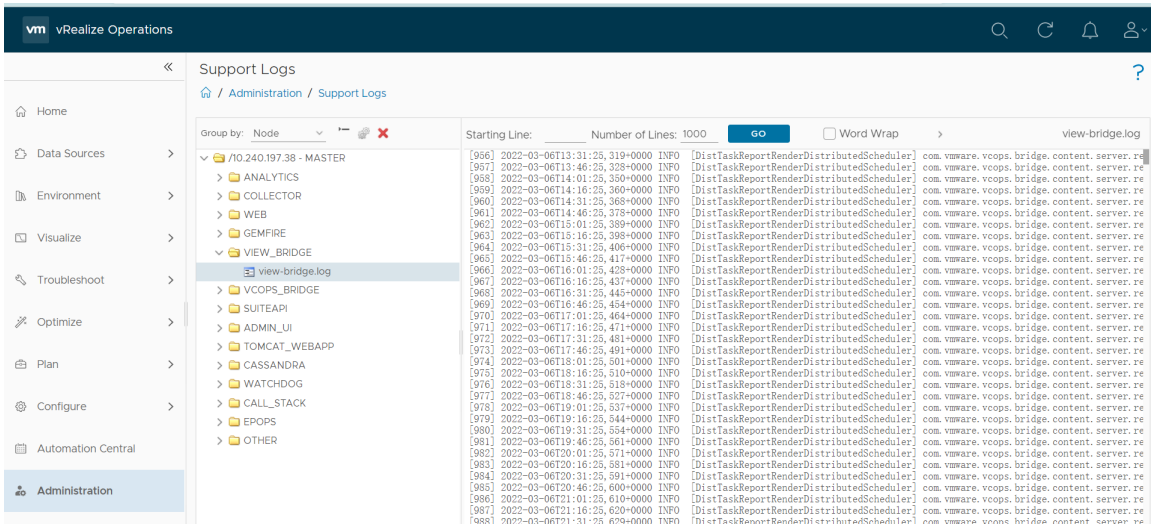 vm vRealize Operations
«
Home
Data Sources
Environment
Visualize
Troubleshoot
Optimize
Plan
Configure
Automation Central
Administration
Support Logs
?
/ Administration / Support Logs
Group by: Node
/10.240.197.38 - MASTER
ANALYTICS
COLLECTOR
WEB
GEMFIRE
VIEW_BRIDGE
view-bridge.log
VCOPS_BRIDGE
SUITEAPI
ADMIN_UI
TOMCAT_WEBAPP
CASSANDRA
WATCHDOG
CALL_STACK
EPOPS
OTHER
Starting Line: Number of Lines: 1000 GO Word Wrap > view-bridge.log
[956] 2022-03-06T13:31:25,319+0000 INFO [DistTaskReportRenderDistributedScheduler] com.vmware.vcops.bridge.content.server.re
[957] 2022-03-06T13:46:25,328+0000 INFO [DistTaskReportRenderDistributedScheduler] com.vmware.vcops.bridge.content.server.re
[958] 2022-03-06T14:01:25,350+0000 INFO [DistTaskReportRenderDistributedScheduler] com.vmware.vcops.bridge.content.server.re
[959] 2022-03-06T14:16:25,360+0000 INFO [DistTaskReportRenderDistributedScheduler] com.vmware.vcops.bridge.content.server.re
[960] 2022-03-06T14:31:25,368+0000 INFO [DistTaskReportRenderDistributedScheduler] com.vmware.vcops.bridge.content.server.re
[961] 2022-03-06T14:46:25,378+0000 INFO [DistTaskReportRenderDistributedScheduler] com.vmware.vcops.bridge.content.server.re
[962] 2022-03-06T15:01:25,389+0000 INFO [DistTaskReportRenderDistributedScheduler] com.vmware.vcops.bridge.content.server.re
[963] 2022-03-06T15:16:25,398+0000 INFO [DistTaskReportRenderDistributedScheduler] com.vmware.vcops.bridge.content.server.re
[964] 2022-03-06T15:31:25,406+0000 INFO [DistTaskReportRenderDistributedScheduler] com.vmware.vcops.bridge.content.server.re
[965] 2022-03-06T15:46:25,417+0000 INFO [DistTaskReportRenderDistributedScheduler] com.vmware.vcops.bridge.content.server.re
[966] 2022-03-06T16:01:25,428+0000 INFO [DistTaskReportRenderDistributedScheduler] com.vmware.vcops.bridge.content.server.re
[967] 2022-03-06T16:16:25,437+0000 INFO [DistTaskReportRenderDistributedScheduler] com.vmware.vcops.bridge.content.server.re
[968] 2022-03-06T16:31:25,445+0000 INFO [DistTaskReportRenderDistributedScheduler] com.vmware.vcops.bridge.content.server.re
[969] 2022-03-06T16:46:25,454+0000 INFO [DistTaskReportRenderDistributedScheduler] com.vmware.vcops.bridge.content.server.re
[970] 2022-03-06T17:01:25,464+0000 INFO [DistTaskReportRenderDistributedScheduler] com.vmware.vcops.bridge.content.server.re
[971] 2022-03-06T17:16:25,471+0000 INFO [DistTaskReportRenderDistributedScheduler] com.vmware.vcops.bridge.content.server.re
[972] 2022-03-06T17:31:25,481+0000 INFO [DistTaskReportRenderDistributedScheduler] com.vmware.vcops.bridge.content.server.re
[973] 2022-03-06T17:46:25,491+0000 INFO [DistTaskReportRenderDistributedScheduler] com.vmware.vcops.bridge.content.server.re
[974] 2022-03-06T18:01:25,501+0000 INFO [DistTaskReportRenderDistributedScheduler] com.vmware.vcops.bridge.content.server.re
[975] 2022-03-06T18:16:25,510+0000 INFO [DistTaskReportRenderDistributedScheduler] com.vmware.vcops.bridge.content.server.re
[976] 2022-03-06T18:31:25,518+0000 INFO [DistTaskReportRenderDistributedScheduler] com.vmware.vcops.bridge.content.server.re
[977] 2022-03-06T18:46:25,527+0000 INFO [DistTaskReportRenderDistributedScheduler] com.vmware.vcops.bridge.content.server.re
[978] 2022-03-06T19:01:25,537+0000 INFO [DistTaskReportRenderDistributedScheduler] com.vmware.vcops.bridge.content.server.re
[979] 2022-03-06T19:16:25,544+0000 INFO [DistTaskReportRenderDistributedScheduler] com.vmware.vcops.bridge.content.server.re
[980] 2022-03-06T19:31:25,554+0000 INFO [DistTaskReportRenderDistributedScheduler] com.vmware.vcops.bridge.content.server.re
[981] 2022-03-06T19:46:25,561+0000 INFO [DistTaskReportRenderDistributedScheduler] com.vmware.vcops.bridge.content.server.re
[982] 2022-03-06T20:01:25,571+0000 INFO [DistTaskReportRenderDistributedScheduler] com.vmware.vcops.bridge.content.server.re
[983] 2022-03-06T20:16:25,581+0000 INFO [DistTaskReportRenderDistributedScheduler] com.vmware.vcops.bridge.content.server.re
[984] 2022-03-06T20:31:25,591+0000 INFO [DistTaskReportRenderDistributedScheduler] com.vmware.vcops.bridge.content.server.re
[985] 2022-03-06T20:46:25,600+0000 INFO [DistTaskReportRenderDistributedScheduler] com.vmware.vcops.bridge.content.server.re
[986] 2022-03-06T21:01:25,610+0000 INFO [DistTaskReportRenderDistributedScheduler] com.vmware.vcops.bridge.content.server.re
[987] 2022-03-06T21:16:25,620+0000 INFO [DistTaskReportRenderDistributedScheduler] com.vmware.vcops.bridge.content.server.re
[988] 2022-03-06T21:31:25,629+0000 INFO [DistTaskReportRenderDistributedScheduler] com.vmware.vcops.bridge.content.server.re